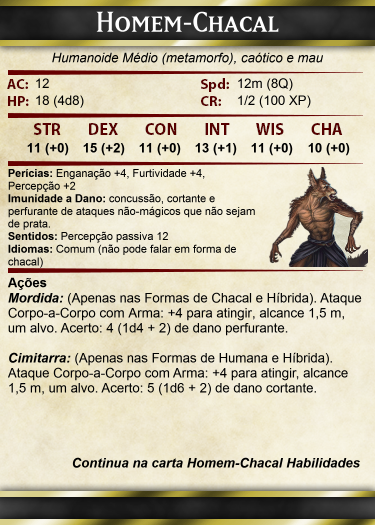 HOMEM-CHACAL
Humanoide Médio (metamorfo), caótico e mau
AC: 12 Spd: 12m (8Q)
HP: 18 (4d8) CR: 1/2 (100 XP)
STR DEX CON INT WIS CHA
11 (+0) 15 (+2) 11 (+0) 13 (+1) 11 (+0) 10 (+0)
Perícias: Enganação +4, Furtividade +4,
Percepção +2
Imunidade a Dano: concussão, cortante e
perfurante de ataques não-mágicos que não sejam
de prata.
Sentidos: Percepção passiva 12
Idiomas: Comum (não pode falar em forma de
chacal)
Ações
Mordida: (Apenas nas Formas de Chacal e Híbrida). Ataque
Corpo-a-Corpo com Arma: +4 para atingir, alcance 1,5 m,
um alvo. Acerto: 4 (1d4 + 2) de dano perfurante.
Cimitarra: (Apenas nas Formas de Humana e Híbrida).
Ataque Corpo-a-Corpo com Arma: +4 para atingir, alcance
1,5 m, um alvo. Acerto: 5 (1d6 + 2) de dano cortante.
Continua na carta Homem-Chacal Habilidades